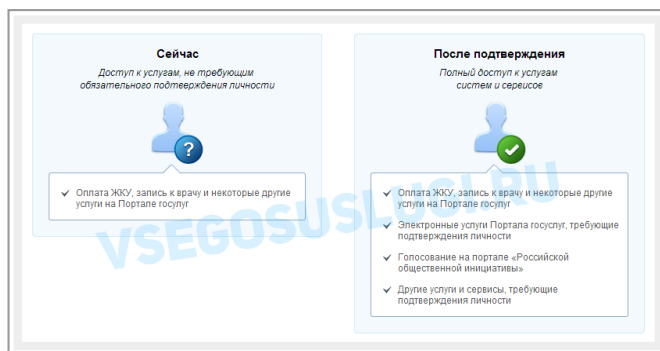 Сейчас
Доступ к услугам, не требующим
обязательного подтверждения личности
?
Оплата ЖКУ, запись к врачу и некоторые другие
услуги на Портале госулуг
После подтверждения
Полный доступ к услугам
систем и сервисов
Оплата ЖКУ, запись к врачу и некоторые другие
услуги на Портале госулуг
Электронные услуги Портала госуслуг, требующие
подтверждения личности
Голосование на портале «Российской
общественной инициативы»
Другие услуги и сервисы, требующие
подтверждения личности
VSEGOSUSLUGI.RU